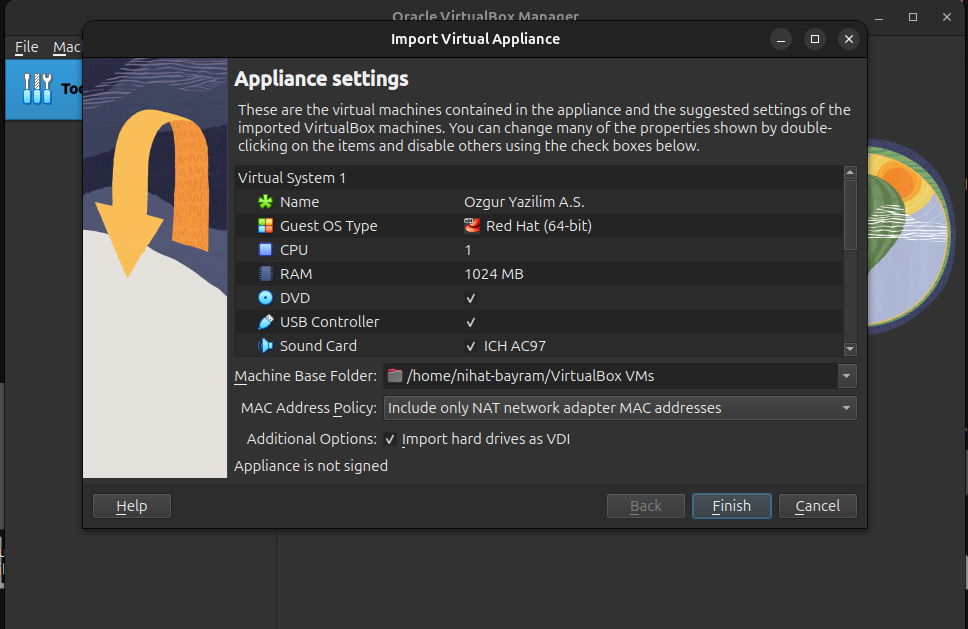 Oracle VirtualBox Manager
Import Virtual Appliance
File Mac
Too
Appliance settings
These are the virtual machines contained in the appliance and the suggested settings of the
imported VirtualBox machines. You can change many of the properties shown by double-
clicking on the items and disable others using the check boxes below.
Virtual System 1
Name Ozgur Yazilim A.S.
Guest OS Type Red Hat (64-bit)
CPU 1
RAM 1024 MB
DVD ✓
USB Controller ✓
Sound Card ✓ ICH AC97
Machine Base Folder: /home/nihat-bayram/VirtualBox VMs
MAC Address Policy: Include only NAT network adapter MAC addresses
Additional Options: ✓ Import hard drives as VDI
Appliance is not signed
Help Back Finish Cancel